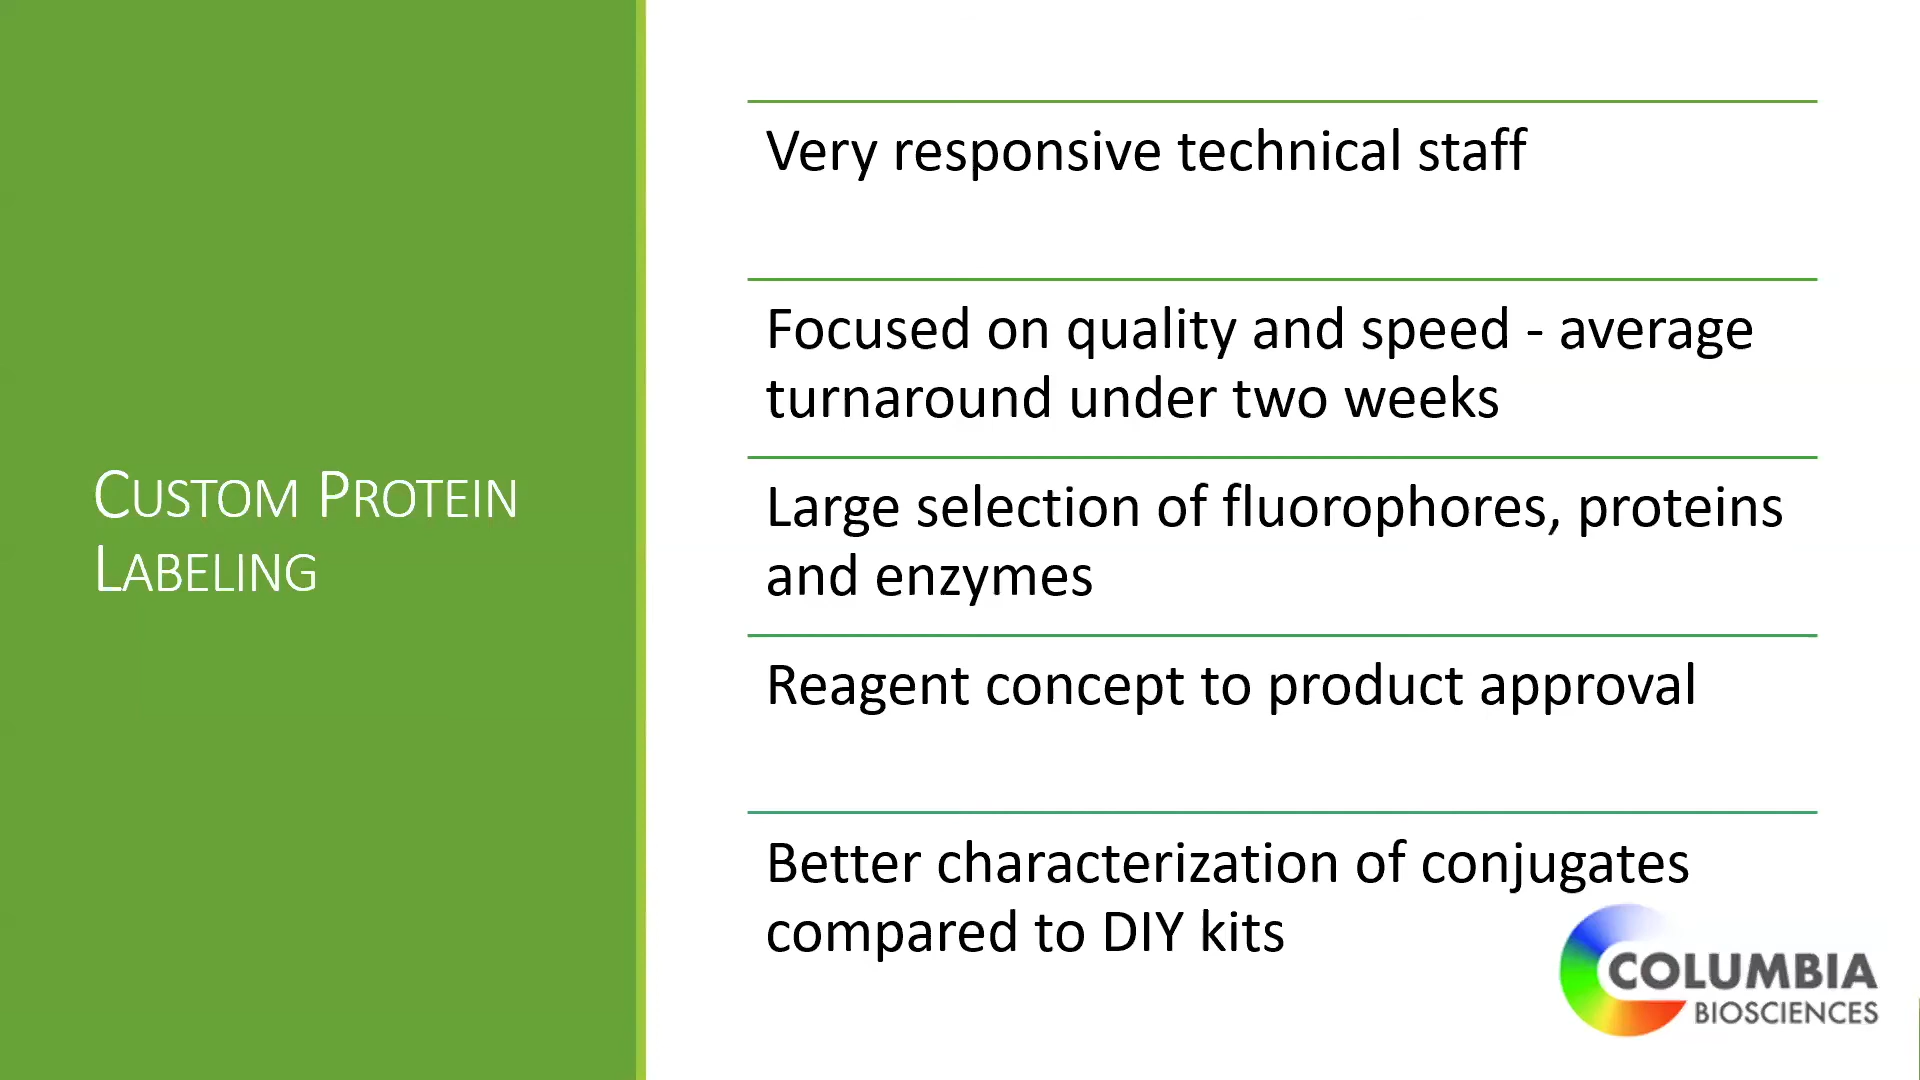 CUSTOM PROTEIN
LABELING
Very responsive technical staff
Focused on quality and speed - average
turnaround under two weeks
Large selection of fluorophores, proteins
and enzymes
Reagent concept to product approval
Better characterization of conjugates
compared to DIY kits
COLUMBIA
BIOSCIENCES